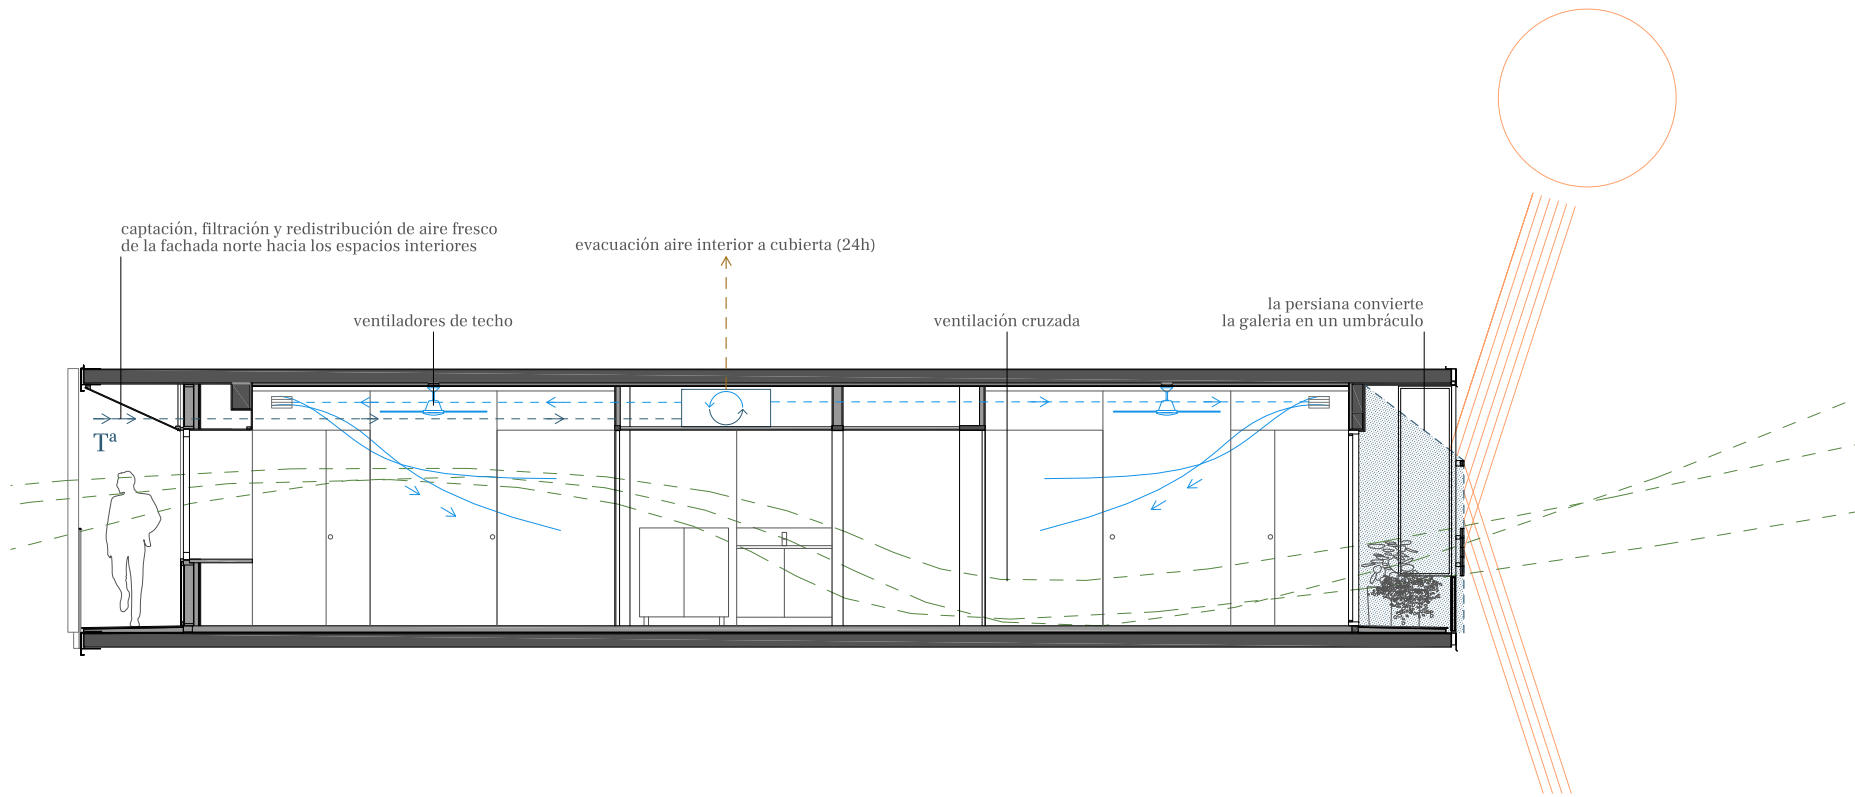 captación, filtración y redistribución de aire fresco
de la fachada norte hacia los espacios interiores
evacuación aire interior a cubierta (24h)
ventiladores de techo
ventilación cruzada
la persiana convierte
la galeria en un umbráculo
Tª